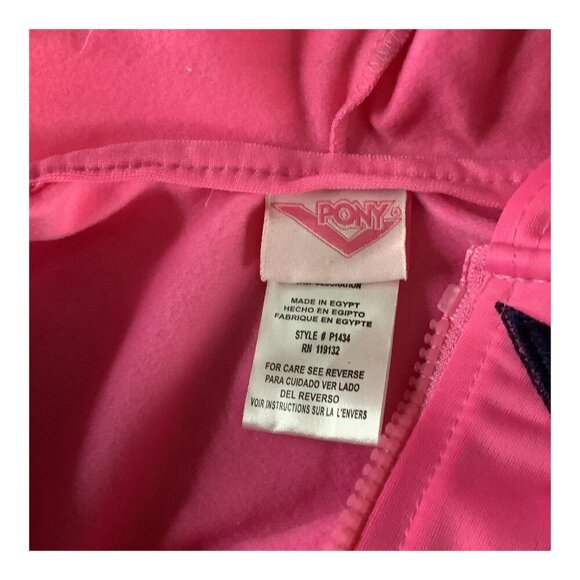 PONY
DECORATION
MADE IN EGYPT
HECHO EN EGIPTO
FABRIQUE EN EGYPTE
STYLE # P1434
RN 119132
FOR CARE SEE REVERSE
PARA CUIDADO VER LADO
DEL REVERSO
VOIR INSTRUCTIONS SUR LA L'ENVERS